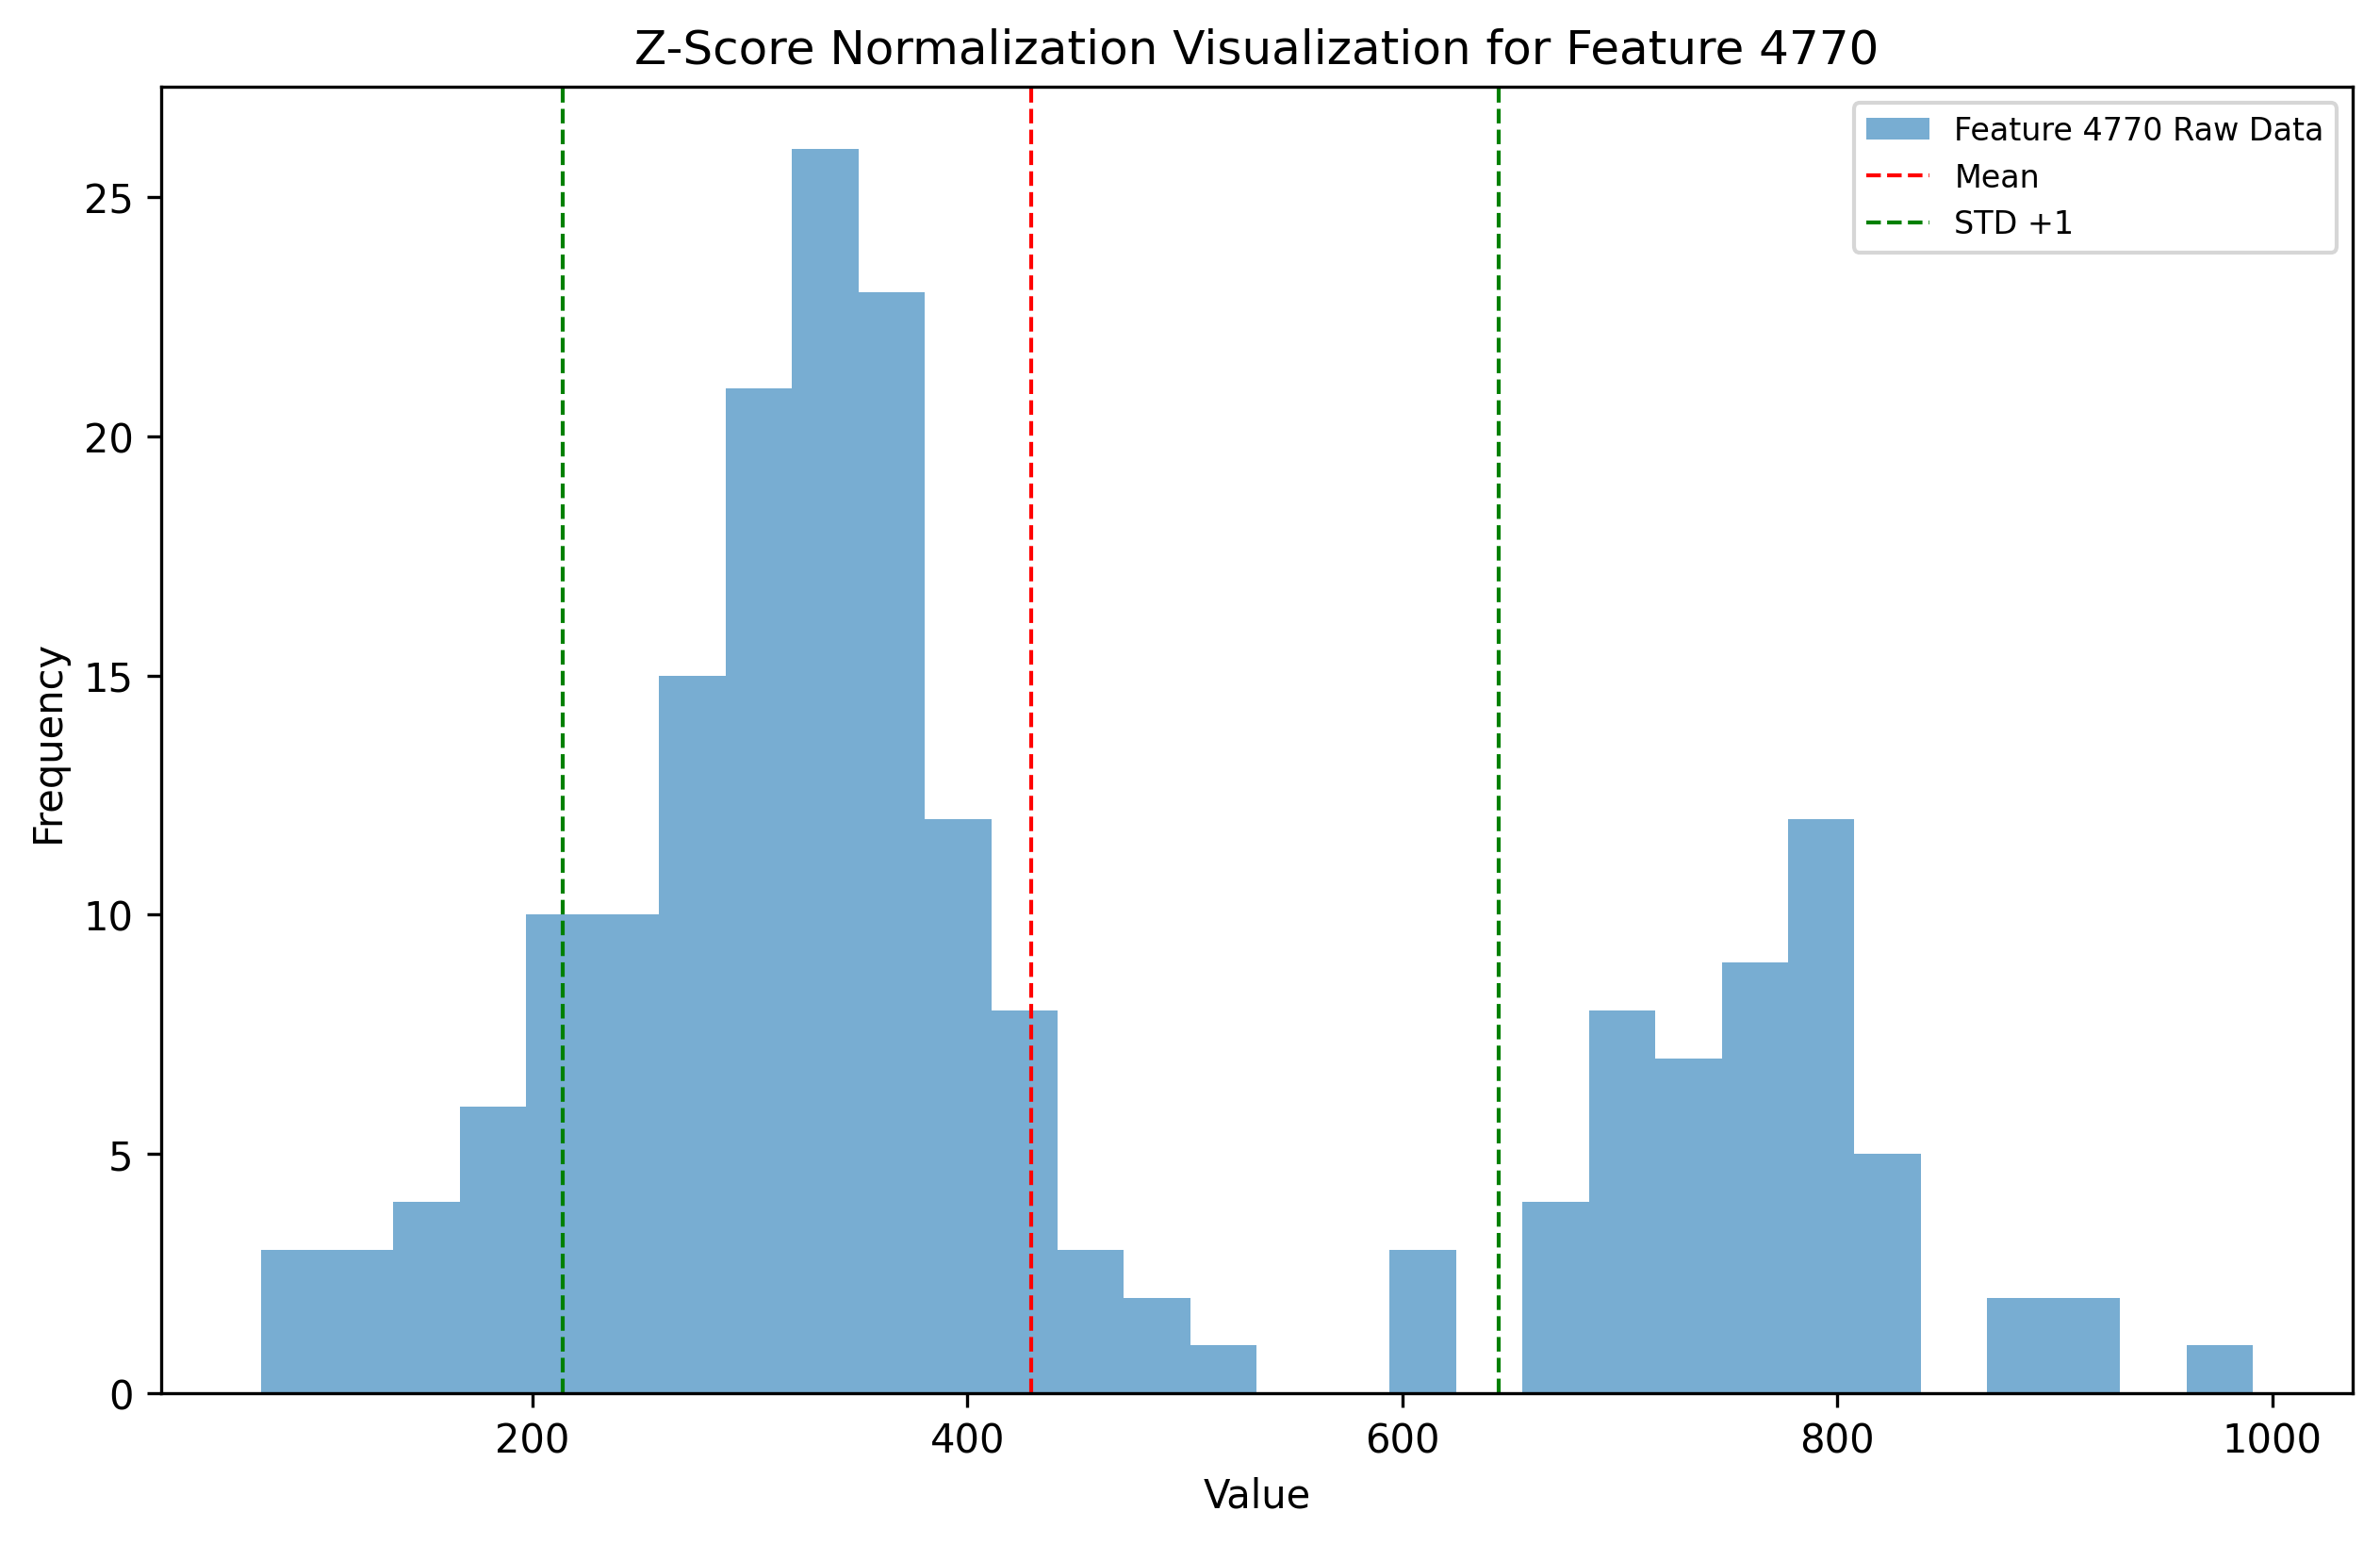 Z-Score Normalization Visualization for Feature 4770
Feature 4770 Raw Data
Mean
STD +1
25
20
15
10
5
0
Frequency
200 400 600 800 1000
Value